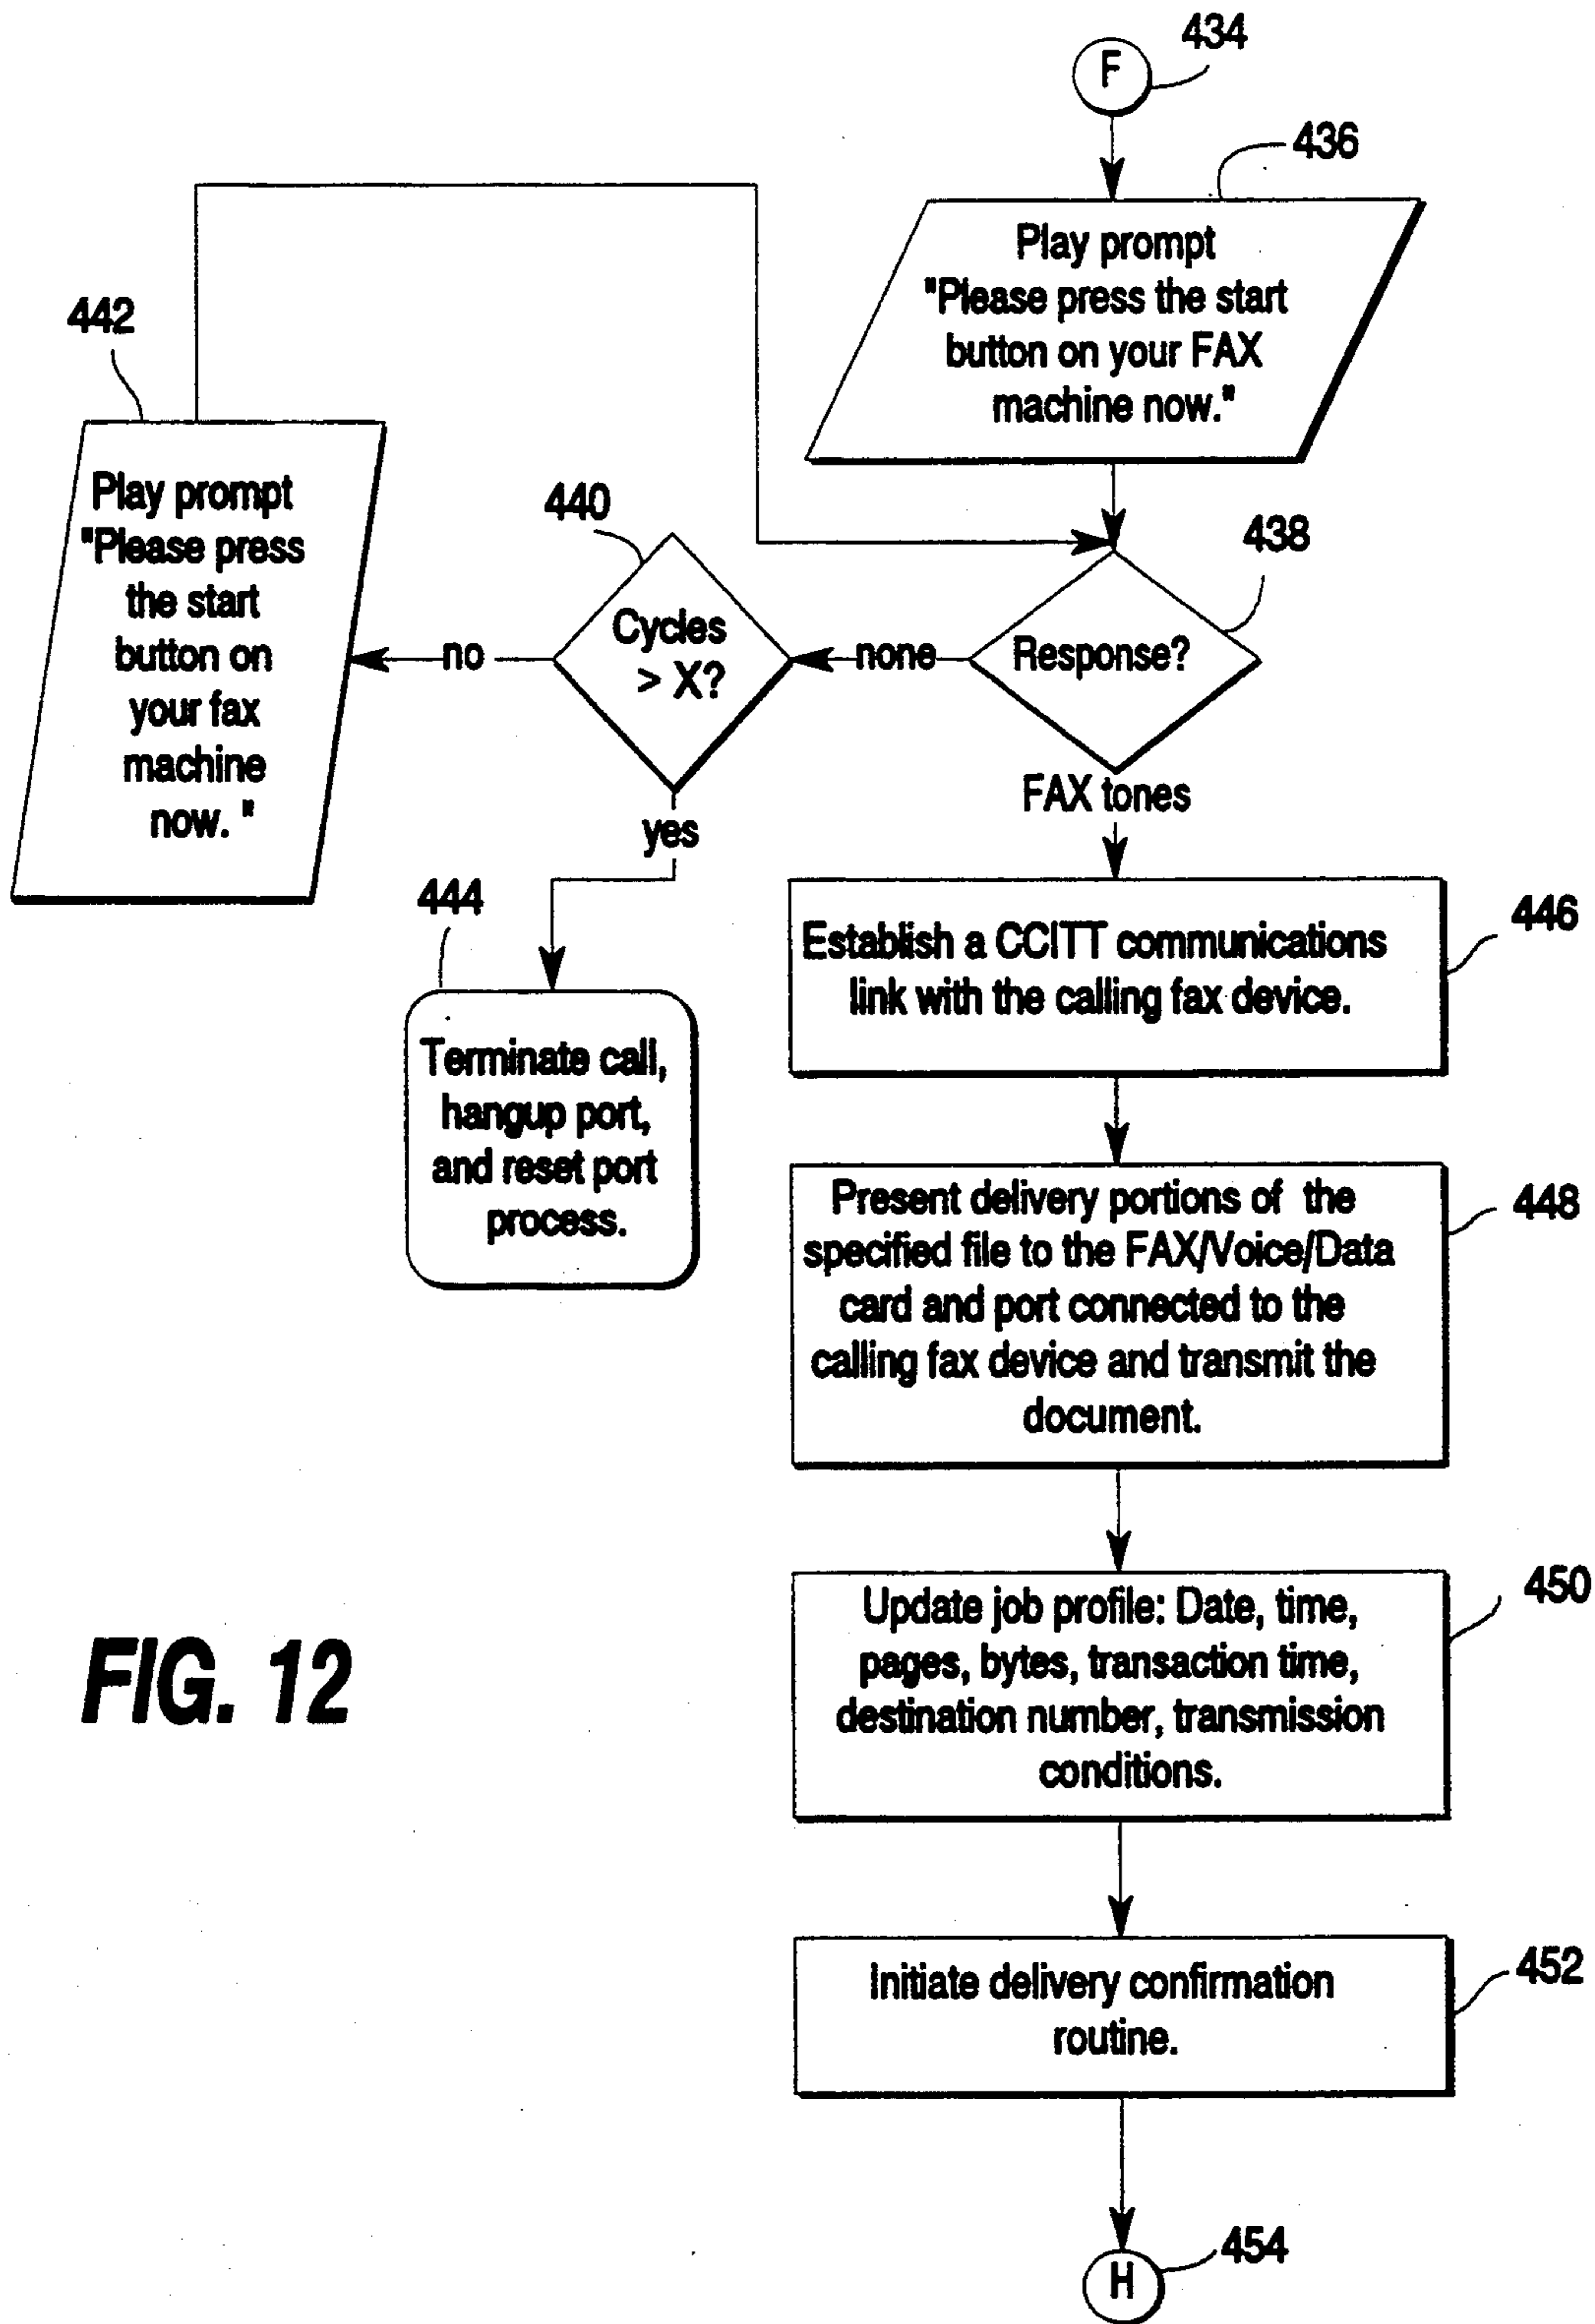 434
F
436
Play prompt
"Please press the start
button on your FAX
machine now."
442
Play prompt
"Please press
the start
button on
your fax
machine
now. "
440
Cycles
> X?
no
none
438
Response?
yes
FAX tones
444
Terminate call,
hangup port,
and reset port
process.
446
Establish a CCITT communications
link with the calling fax device.
448
Present delivery portions of the
specified file to the FAX/Voice/Data
card and port connected to the
calling fax device and transmit the
document.
450
Update job profile: Date, time,
pages, bytes, transaction time,
destination number, transmission
conditions.
FIG. 12
452
Initiate delivery confirmation
routine.
454
H